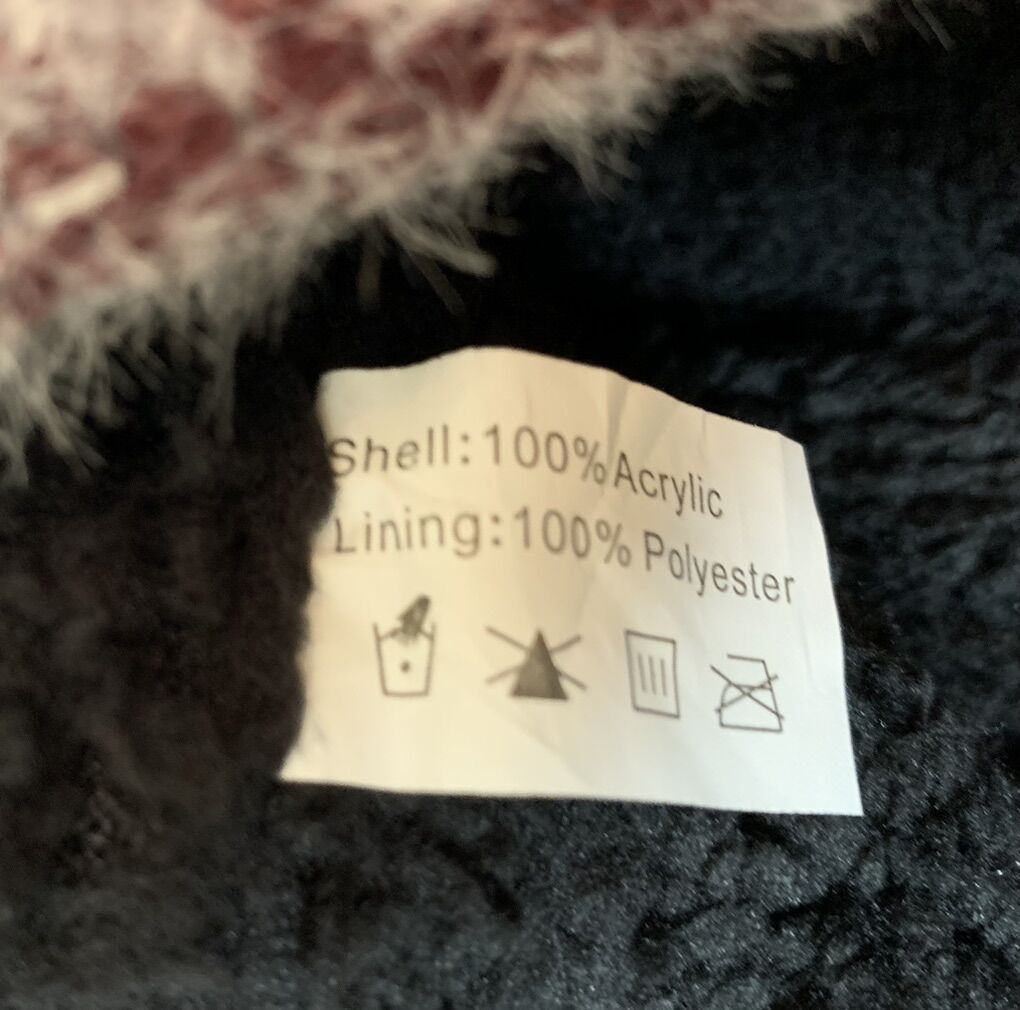 Shell:100% Acrylic
Lining:100% Polyester